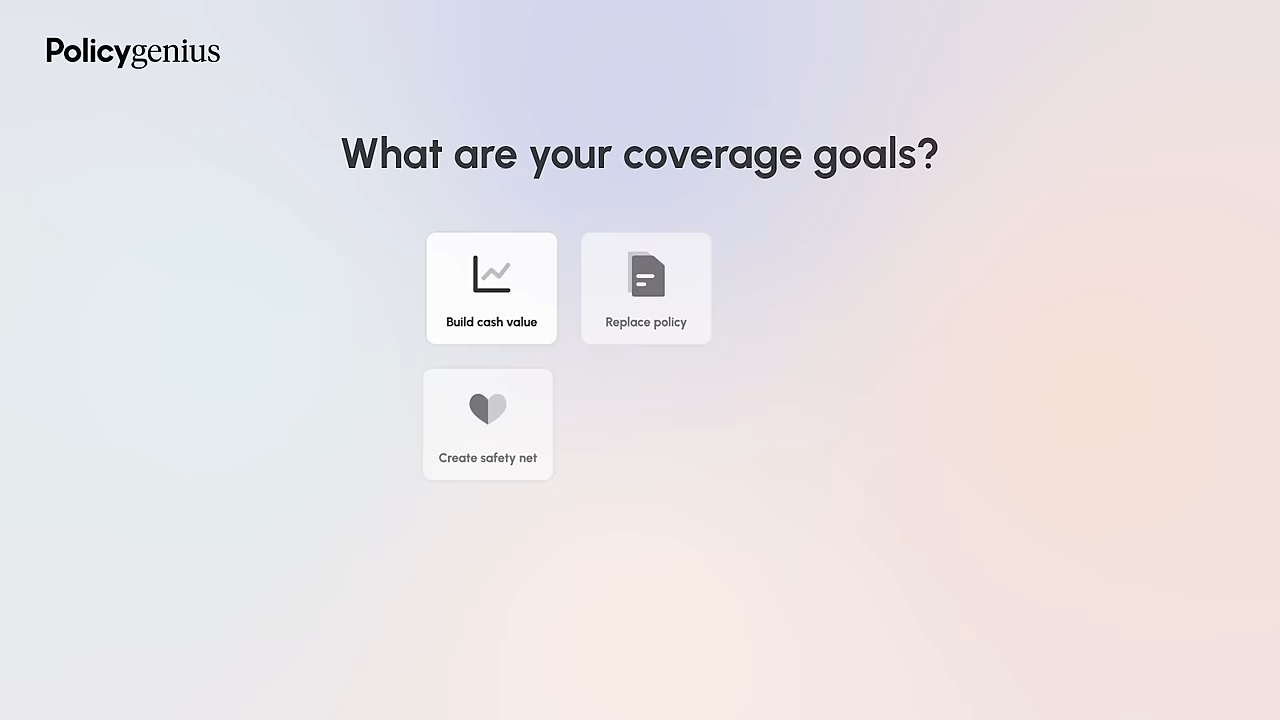 Policygenius
What are your coverage goals?
Build cash value
Replace policy
Create safety net